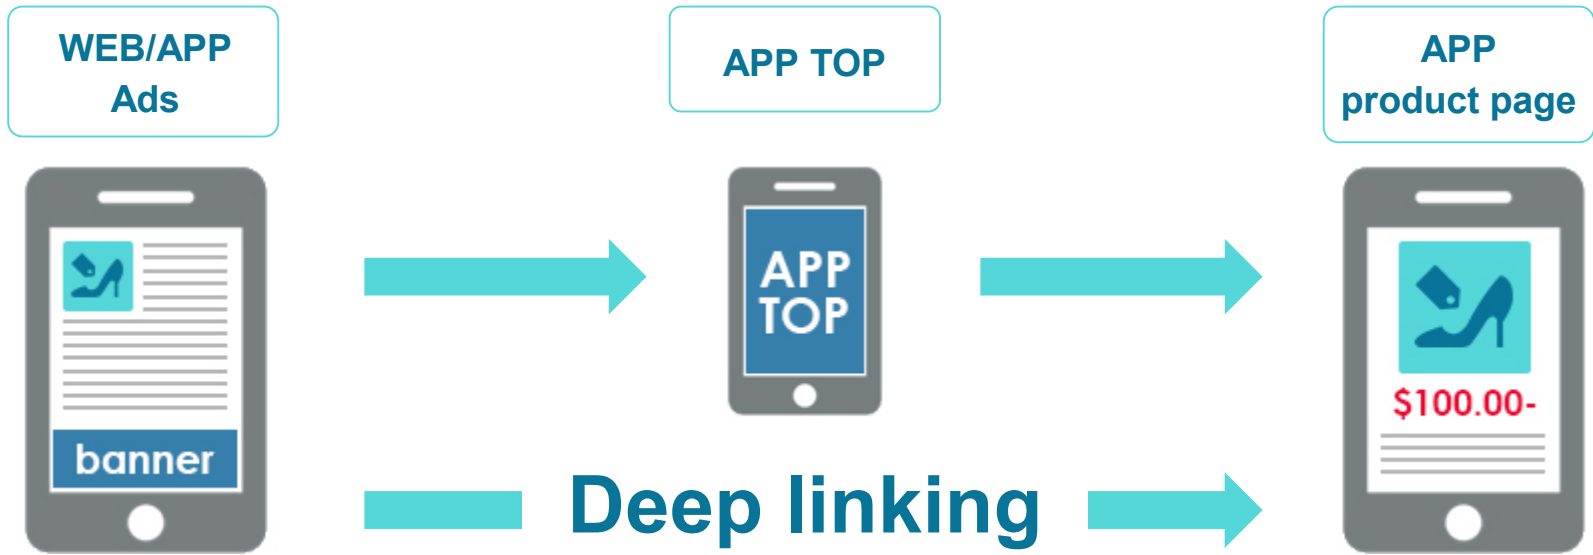 WEB/APP
Ads
APP TOP
APP
product page
banner
APP
TOP
$100.00-
Deep linking